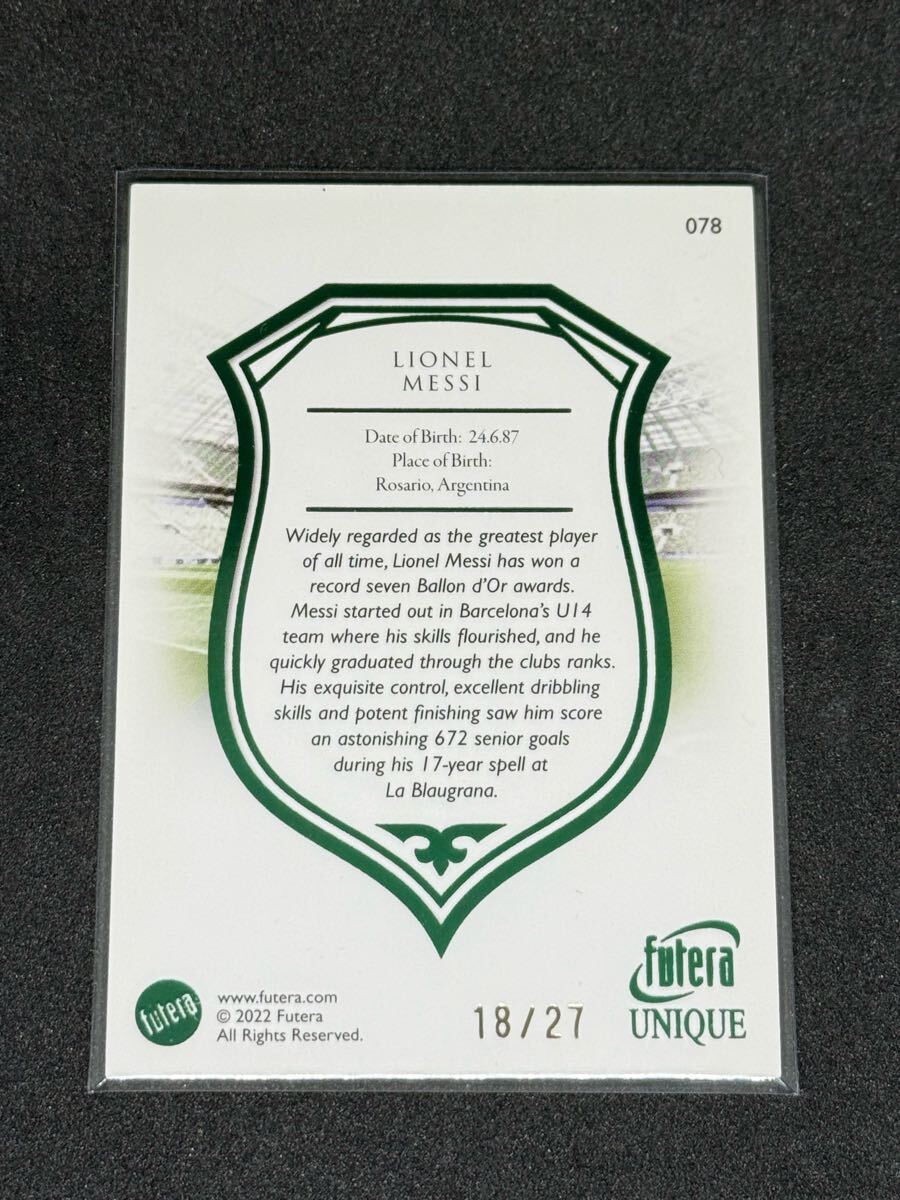 078
LIONEL
MESSI
Date of Birth: 24.6.87
Place of Birth:
Rosario, Argentina
Widely regarded as the greatest player
of all time, Lionel Messi has won a
record seven Ballon d'Or awards.
Messi started out in Barcelona's U14
team where his skills flourished, and he
quickly graduated through the clubs ranks.
His exquisite control, excellent dribbling
skills and potent finishing saw him score
an astonishing 672 senior goals
during his 17-year spell at
La Blaugrana.
futera
www.futera.com
© 2022 Futera
All Rights Reserved.
18/27
futera
UNIQUE